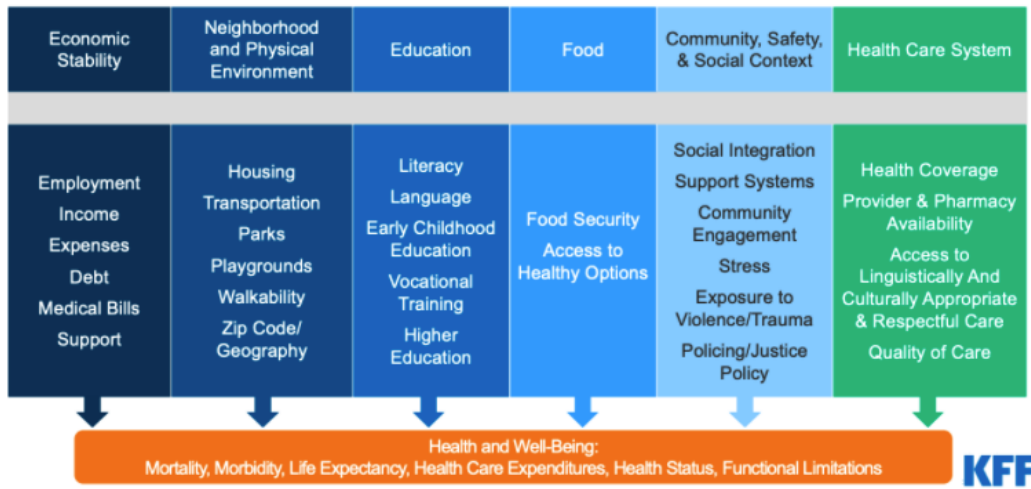 Economic
Stability
Neighborhood
and Physical
Environment
Education
Food
Community, Safety,
& Social Context
Health Care System
Employment
Income
Expenses
Debt
Medical Bills
Support
Housing
Transportation
Parks
Playgrounds
Walkability
Zip Code/
Geography
Literacy
Language
Early Childhood
Education
Vocational
Training
Higher
Education
Food Security
Access to
Healthy Options
Social Integration
Support Systems
Community
Engagement
Stress
Exposure to
Violence/Trauma
Policing/Justice
Policy
Health Coverage
Provider & Pharmacy
Availability
Access to
Linguistically And
Culturally Appropriate
& Respectful Care
Quality of Care
Health and Well-Being:
Mortality, Morbidity, Life Expectancy, Health Care Expenditures, Health Status, Functional Limitations
KFF